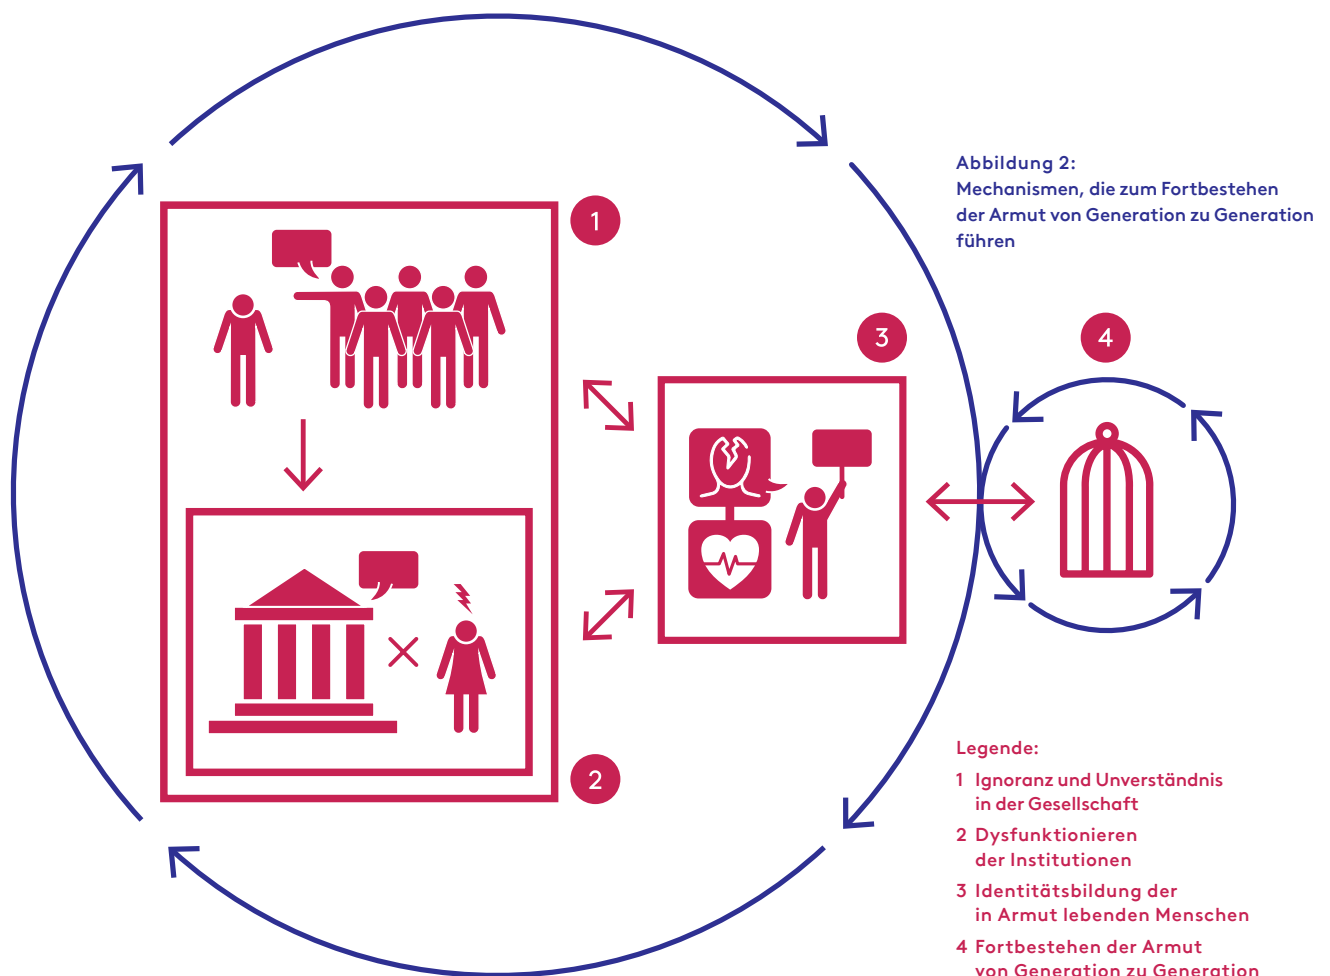 Abbildung 2:
Mechanismen, die zum Fortbestehen
der Armut von Generation zu Generation
führen
1
3
4
2
Legende:
1 Ignoranz und Unverständnis
in der Gesellschaft
2 Dysfunktionieren
der Institutionen
3 Identitätsbildung der
in Armut lebenden Menschen
4 Fortbestehen der Armut
von Generation zu Generation